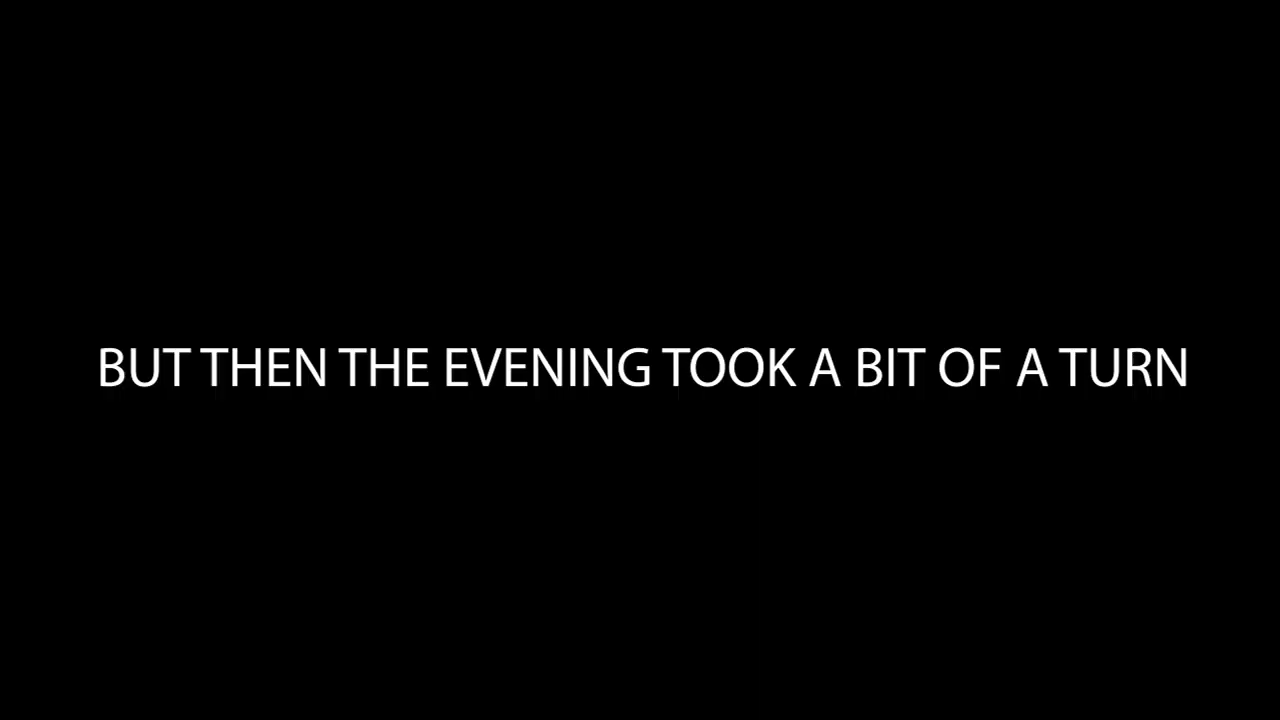 BUT THEN THE EVENING TOOK A BIT OF A TURN